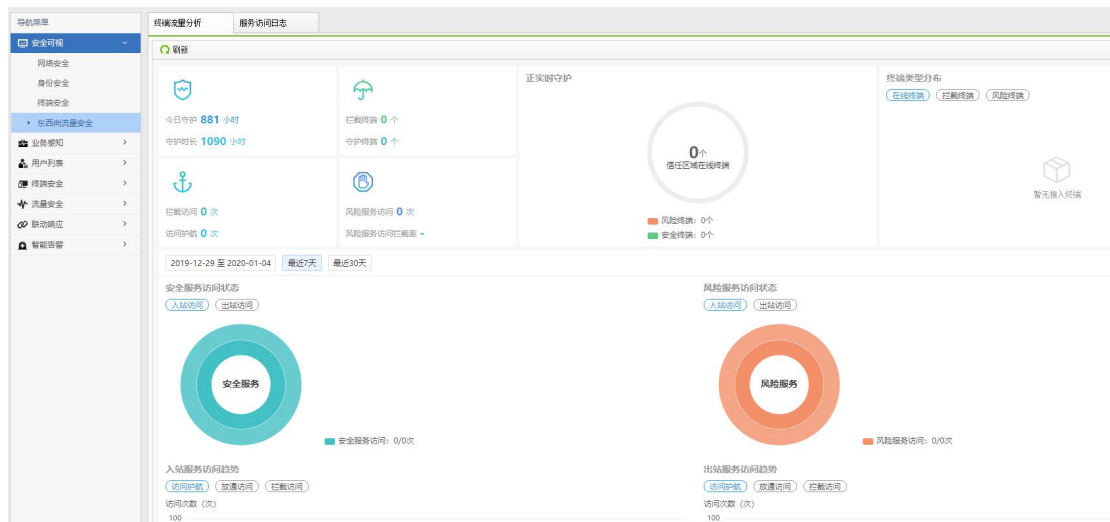 导航菜单
安全可视
网络安全
身份安全
终端安全
东西向流量安全
业务感知
用户列表
终端安全
流量安全
联动响应
智能告警
终端流量分析
服务访问日志
刷新
今日守护 881 小时
守护时长 1090 小时
拦截终端 0 个
守护终端 0 个
拦截访问 0 次
访问护航 0 次
风险服务访问 0 次
风险服务访问拦截率 -
正实时守护
0个
信任区域在线终端
风险终端：0个
安全终端：0个
终端类型分布
在线终端 拦截终端 风险终端
暂无接入终端
2019-12-29 至 2020-01-04 最近7天 最近30天
安全服务访问状态
入站访问 出站访问
安全服务
安全服务访问：0/0次
风险服务访问状态
入站访问 出站访问
风险服务
风险服务访问：0/0次
入站服务访问趋势
访问护航 放通访问 拦截访问
访问次数（次）
100
出站服务访问趋势
访问护航 放通访问 拦截访问
访问次数（次）
100